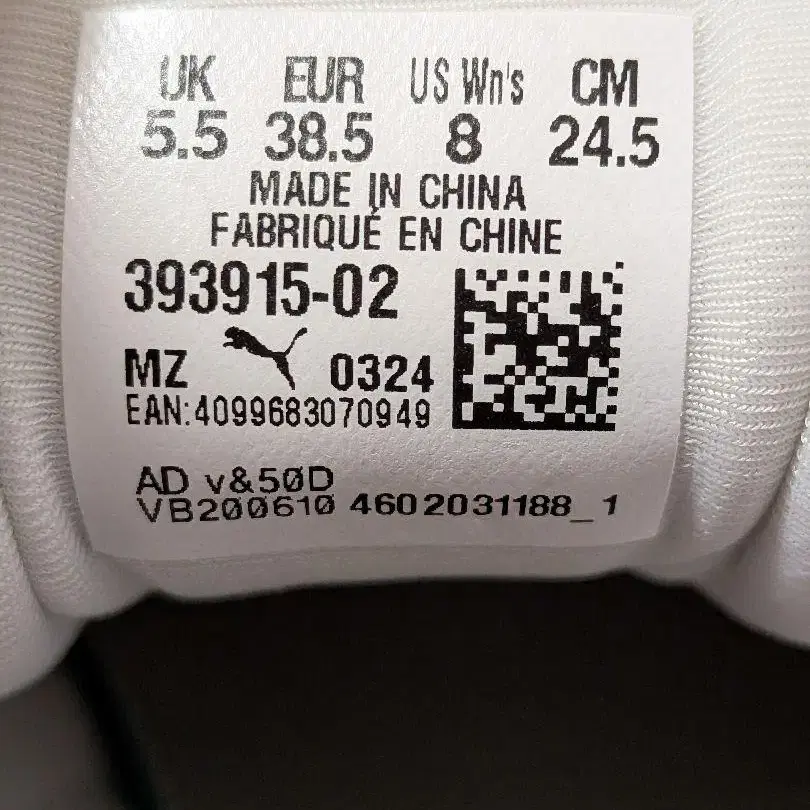 UK EUR US Wn's CM
5.5 38.5 8 24.5
MADE IN CHINA
FABRIQUÉ EN CHINE
393915-02
MZ 0324
EAN:4099683070949
AD v&50D
VB200610 4602031188_1